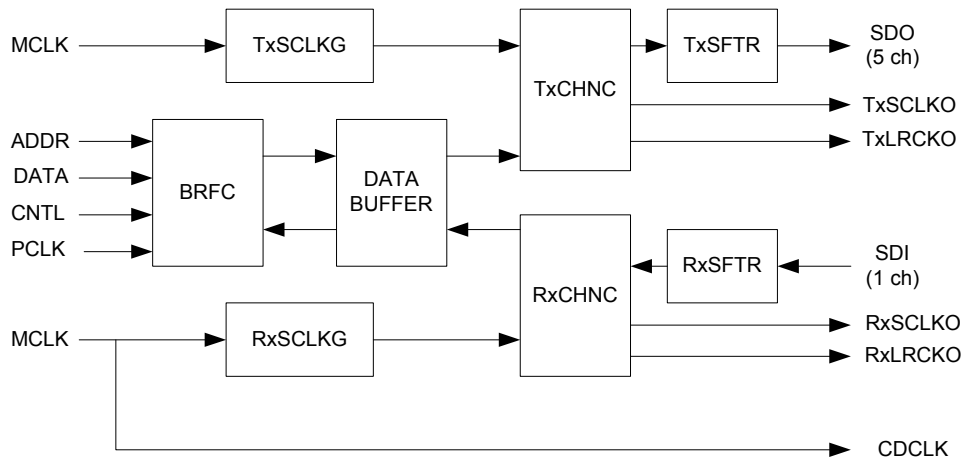 MCLK
TxSCLKG
TxCHNC
TxSFTR
SDO
(5 ch)
TxSCLKO
TxLRCKO
ADDR
DATA
CNTL
PCLK
BRFC
DATA
BUFFER
RxCHNC
RxSFTR
SDI
(1 ch)
RxSCLKO
RxLRCKO
MCLK
RxSCLKG
CDCLK